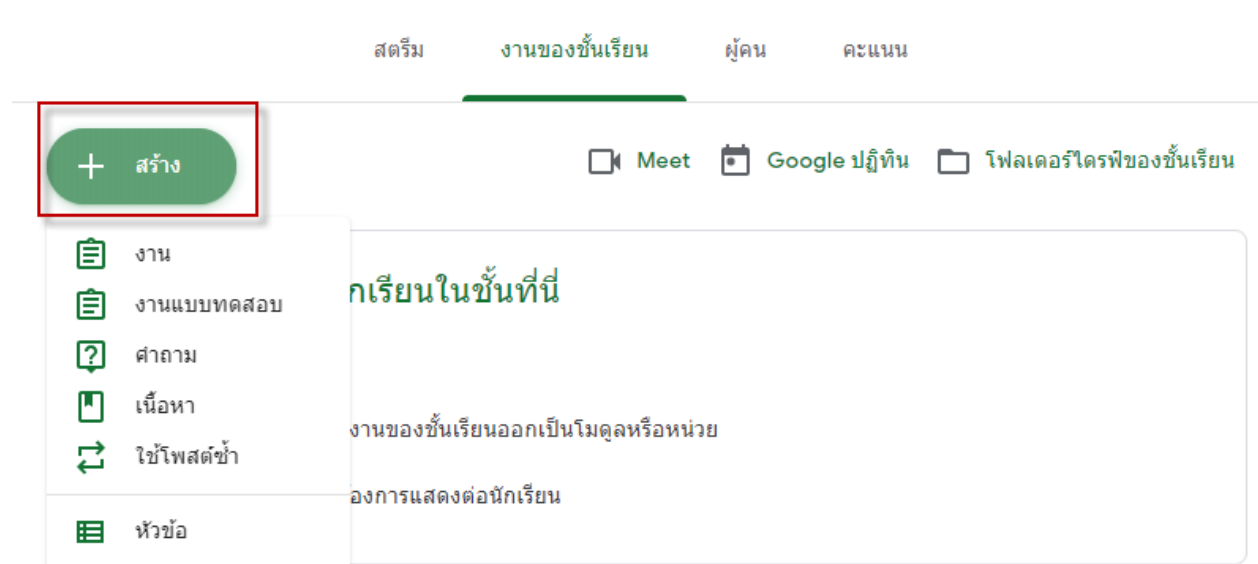 สตรีม งานของชั้นเรียน ผู้คน คะแนน
สร้าง Meet Google ปฏิทิน โฟลเดอร์ไดรฟ์ของชั้นเรียน
งาน
กเรียนในชั้นที่นี่
งานแบบทดสอบ
คำถาม
เนื้อหา
งานของชั้นเรียนออกเป็นโมดูลหรือหน่วย
ใช้โพสต์ซ้ำ
องการแสดงต่อนักเรียน
หัวข้อ